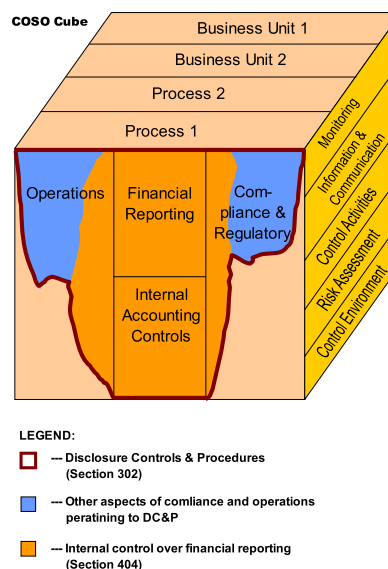 COSO Cube
Business Unit 1
Business Unit 2
Process 2
Process 1
Monitoring
Information &
Communication
Control Activities
Risk Assessment
Control Environment
Operations
Financial
Reporting
Com-
pliance &
Regulatory
Internal
Accounting
Controls
LEGEND:
--- Disclosure Controls & Procedures
(Section 302)
--- Other aspects of comliance and operations
peratining to DC&P
--- Internal control over financial reporting
(Section 404)